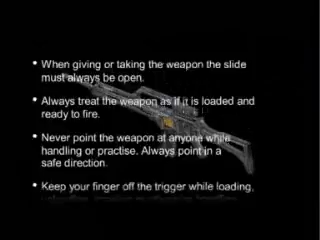 • When giving or taking the weapon the slide
must always be open.
• Always treat the weapon as if it is loaded and
ready to fire.
• Never point the weapon at anyone while
handling or practise. Always point in a
safe direction.
• Keep your finger off the trigger while loading,